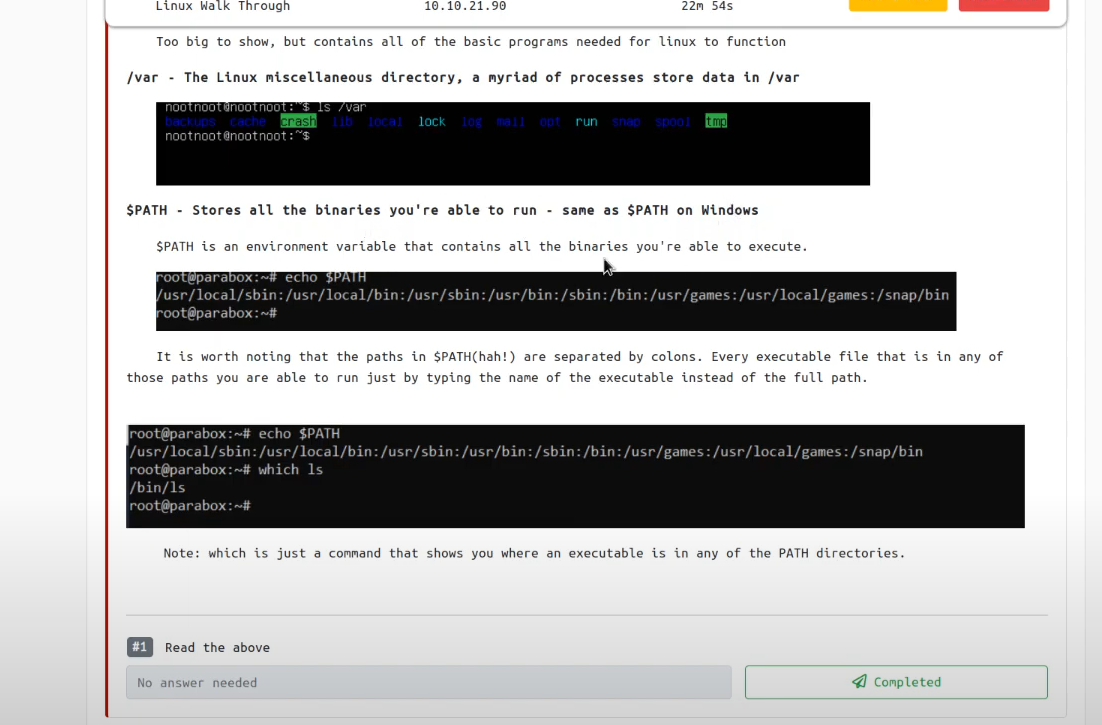 Linux Walk Through 10.10.21.90 22m 54s
Too big to show, but contains all of the basic programs needed for linux to function
/var - The Linux miscellaneous directory, a myriad of processes store data in /var
nootnoot@nootnoot:~$ ls /var
backups cache crash lib local lock log mail opt run snap spool tmp
nootnoot@nootnoot:~$
$PATH - Stores all the binaries you're able to run - same as $PATH on Windows
$PATH is an environment variable that contains all the binaries you're able to execute.
root@parabox:~# echo $PATH
/usr/local/sbin:/usr/local/bin:/usr/sbin:/usr/bin:/sbin:/bin:/usr/games:/usr/local/games:/snap/bin
root@parabox:~#
It is worth noting that the paths in $PATH(hah!) are separated by colons. Every executable file that is in any of
those paths you are able to run just by typing the name of the executable instead of the full path.
root@parabox:~# echo $PATH
/usr/local/sbin:/usr/local/bin:/usr/sbin:/usr/bin:/sbin:/bin:/usr/games:/usr/local/games:/snap/bin
root@parabox:~# which ls
/bin/ls
root@parabox:~#
Note: which is just a command that shows you where an executable is in any of the PATH directories.
#1 Read the above
No answer needed Completed